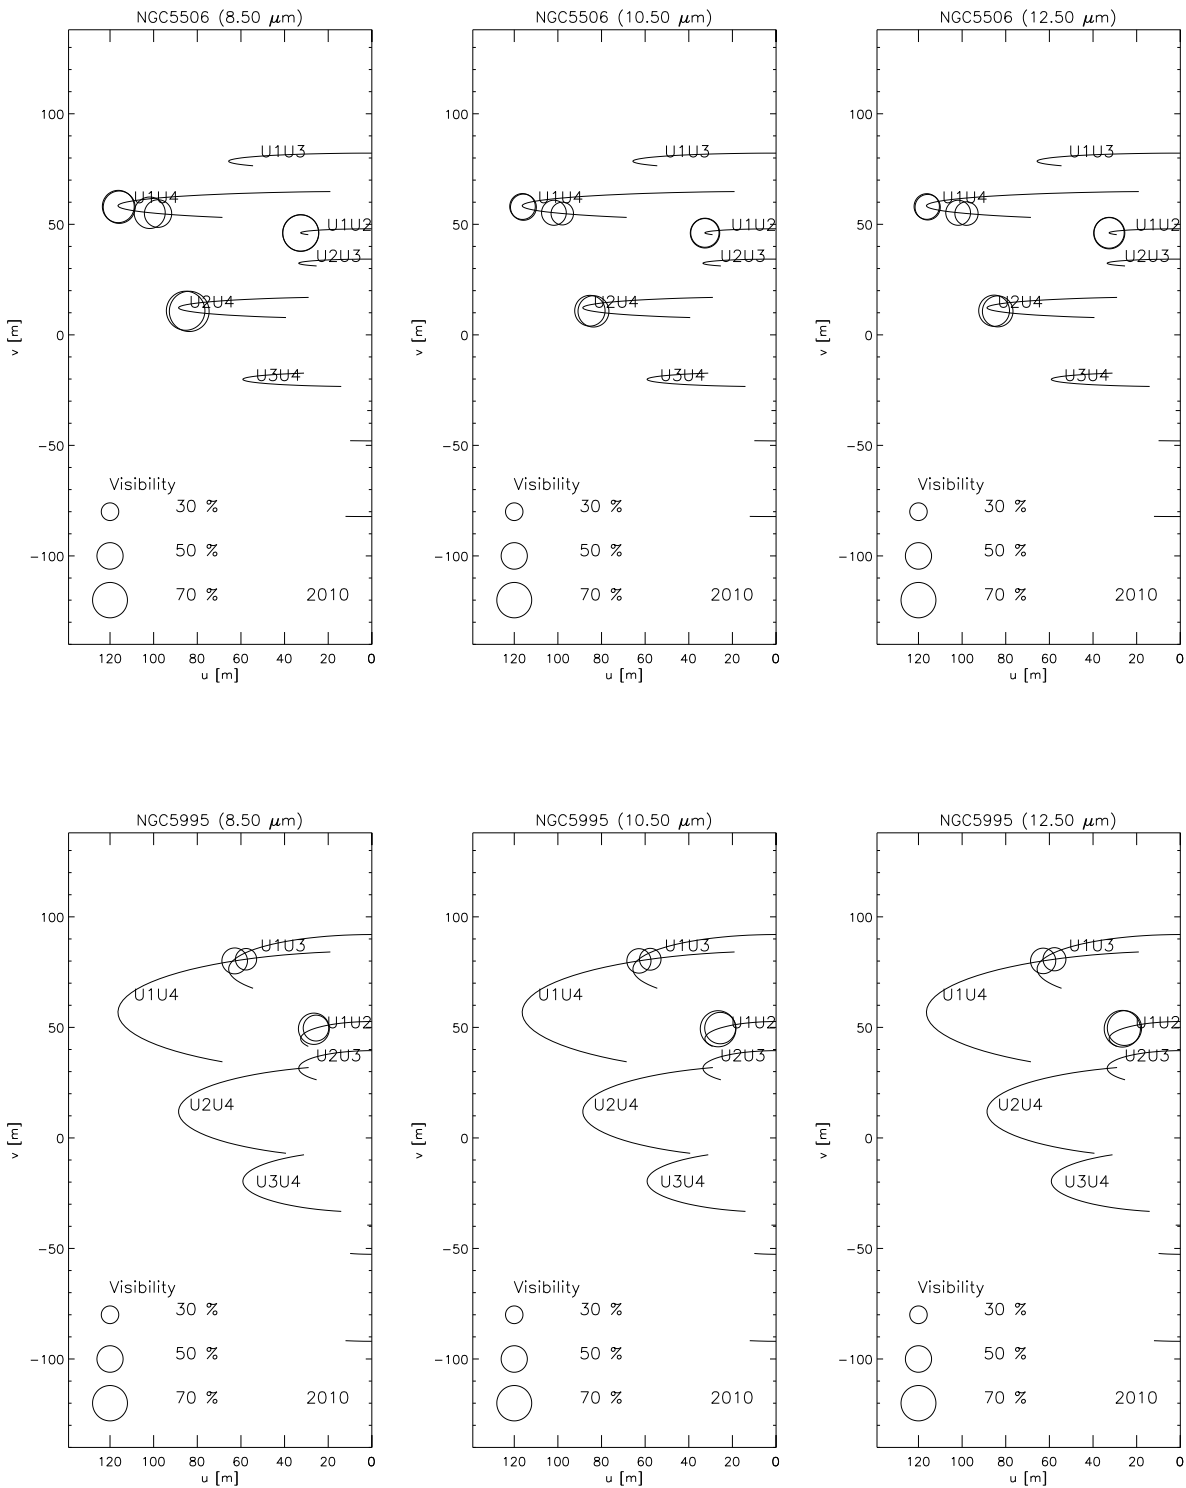 NGC5506 (8.50 μm)
100
50
0
−50
−100
v [m]
U1U3
U1U4
U1U2
U2U3
U2U4
U3U4
Visibility
30 %
50 %
70 %
2010
120 100 80 60 40 20 0
u [m]
NGC5506 (10.50 μm)
100
50
0
−50
−100
v [m]
U1U3
U1U4
U1U2
U2U3
U2U4
U3U4
Visibility
30 %
50 %
70 %
2010
120 100 80 60 40 20 0
u [m]
NGC5506 (12.50 μm)
100
50
0
−50
−100
v [m]
U1U3
U1U4
U1U2
U2U3
U2U4
U3U4
Visibility
30 %
50 %
70 %
2010
120 100 80 60 40 20 0
u [m]
NGC5995 (8.50 μm)
100
50
0
−50
−100
v [m]
U1U3
U1U4
U1U2
U2U3
U2U4
U3U4
Visibility
30 %
50 %
70 %
2010
120 100 80 60 40 20 0
u [m]
NGC5995 (10.50 μm)
100
50
0
−50
−100
v [m]
U1U3
U1U4
U1U2
U2U3
U2U4
U3U4
Visibility
30 %
50 %
70 %
2010
120 100 80 60 40 20 0
u [m]
NGC5995 (12.50 μm)
100
50
0
−50
−100
v [m]
U1U3
U1U4
U1U2
U2U3
U2U4
U3U4
Visibility
30 %
50 %
70 %
2010
120 100 80 60 40 20 0
u [m]